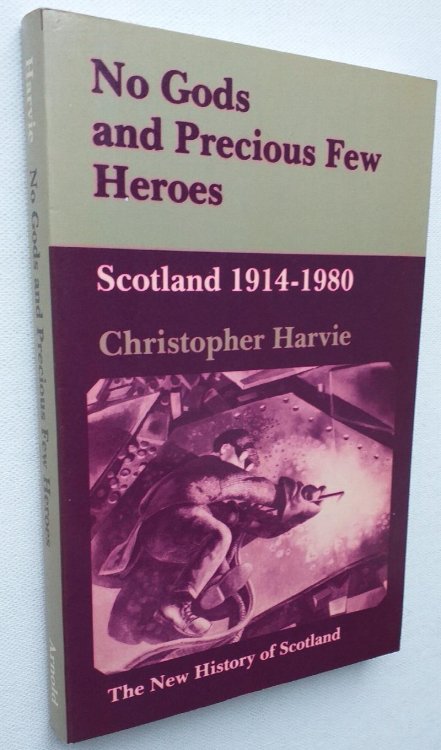 No Gods
and Precious Few
Heroes
Scotland 1914-1980
Christopher Harvie
The New History of Scotland
Harvie No Gods and Precious Few Heroes Arnold